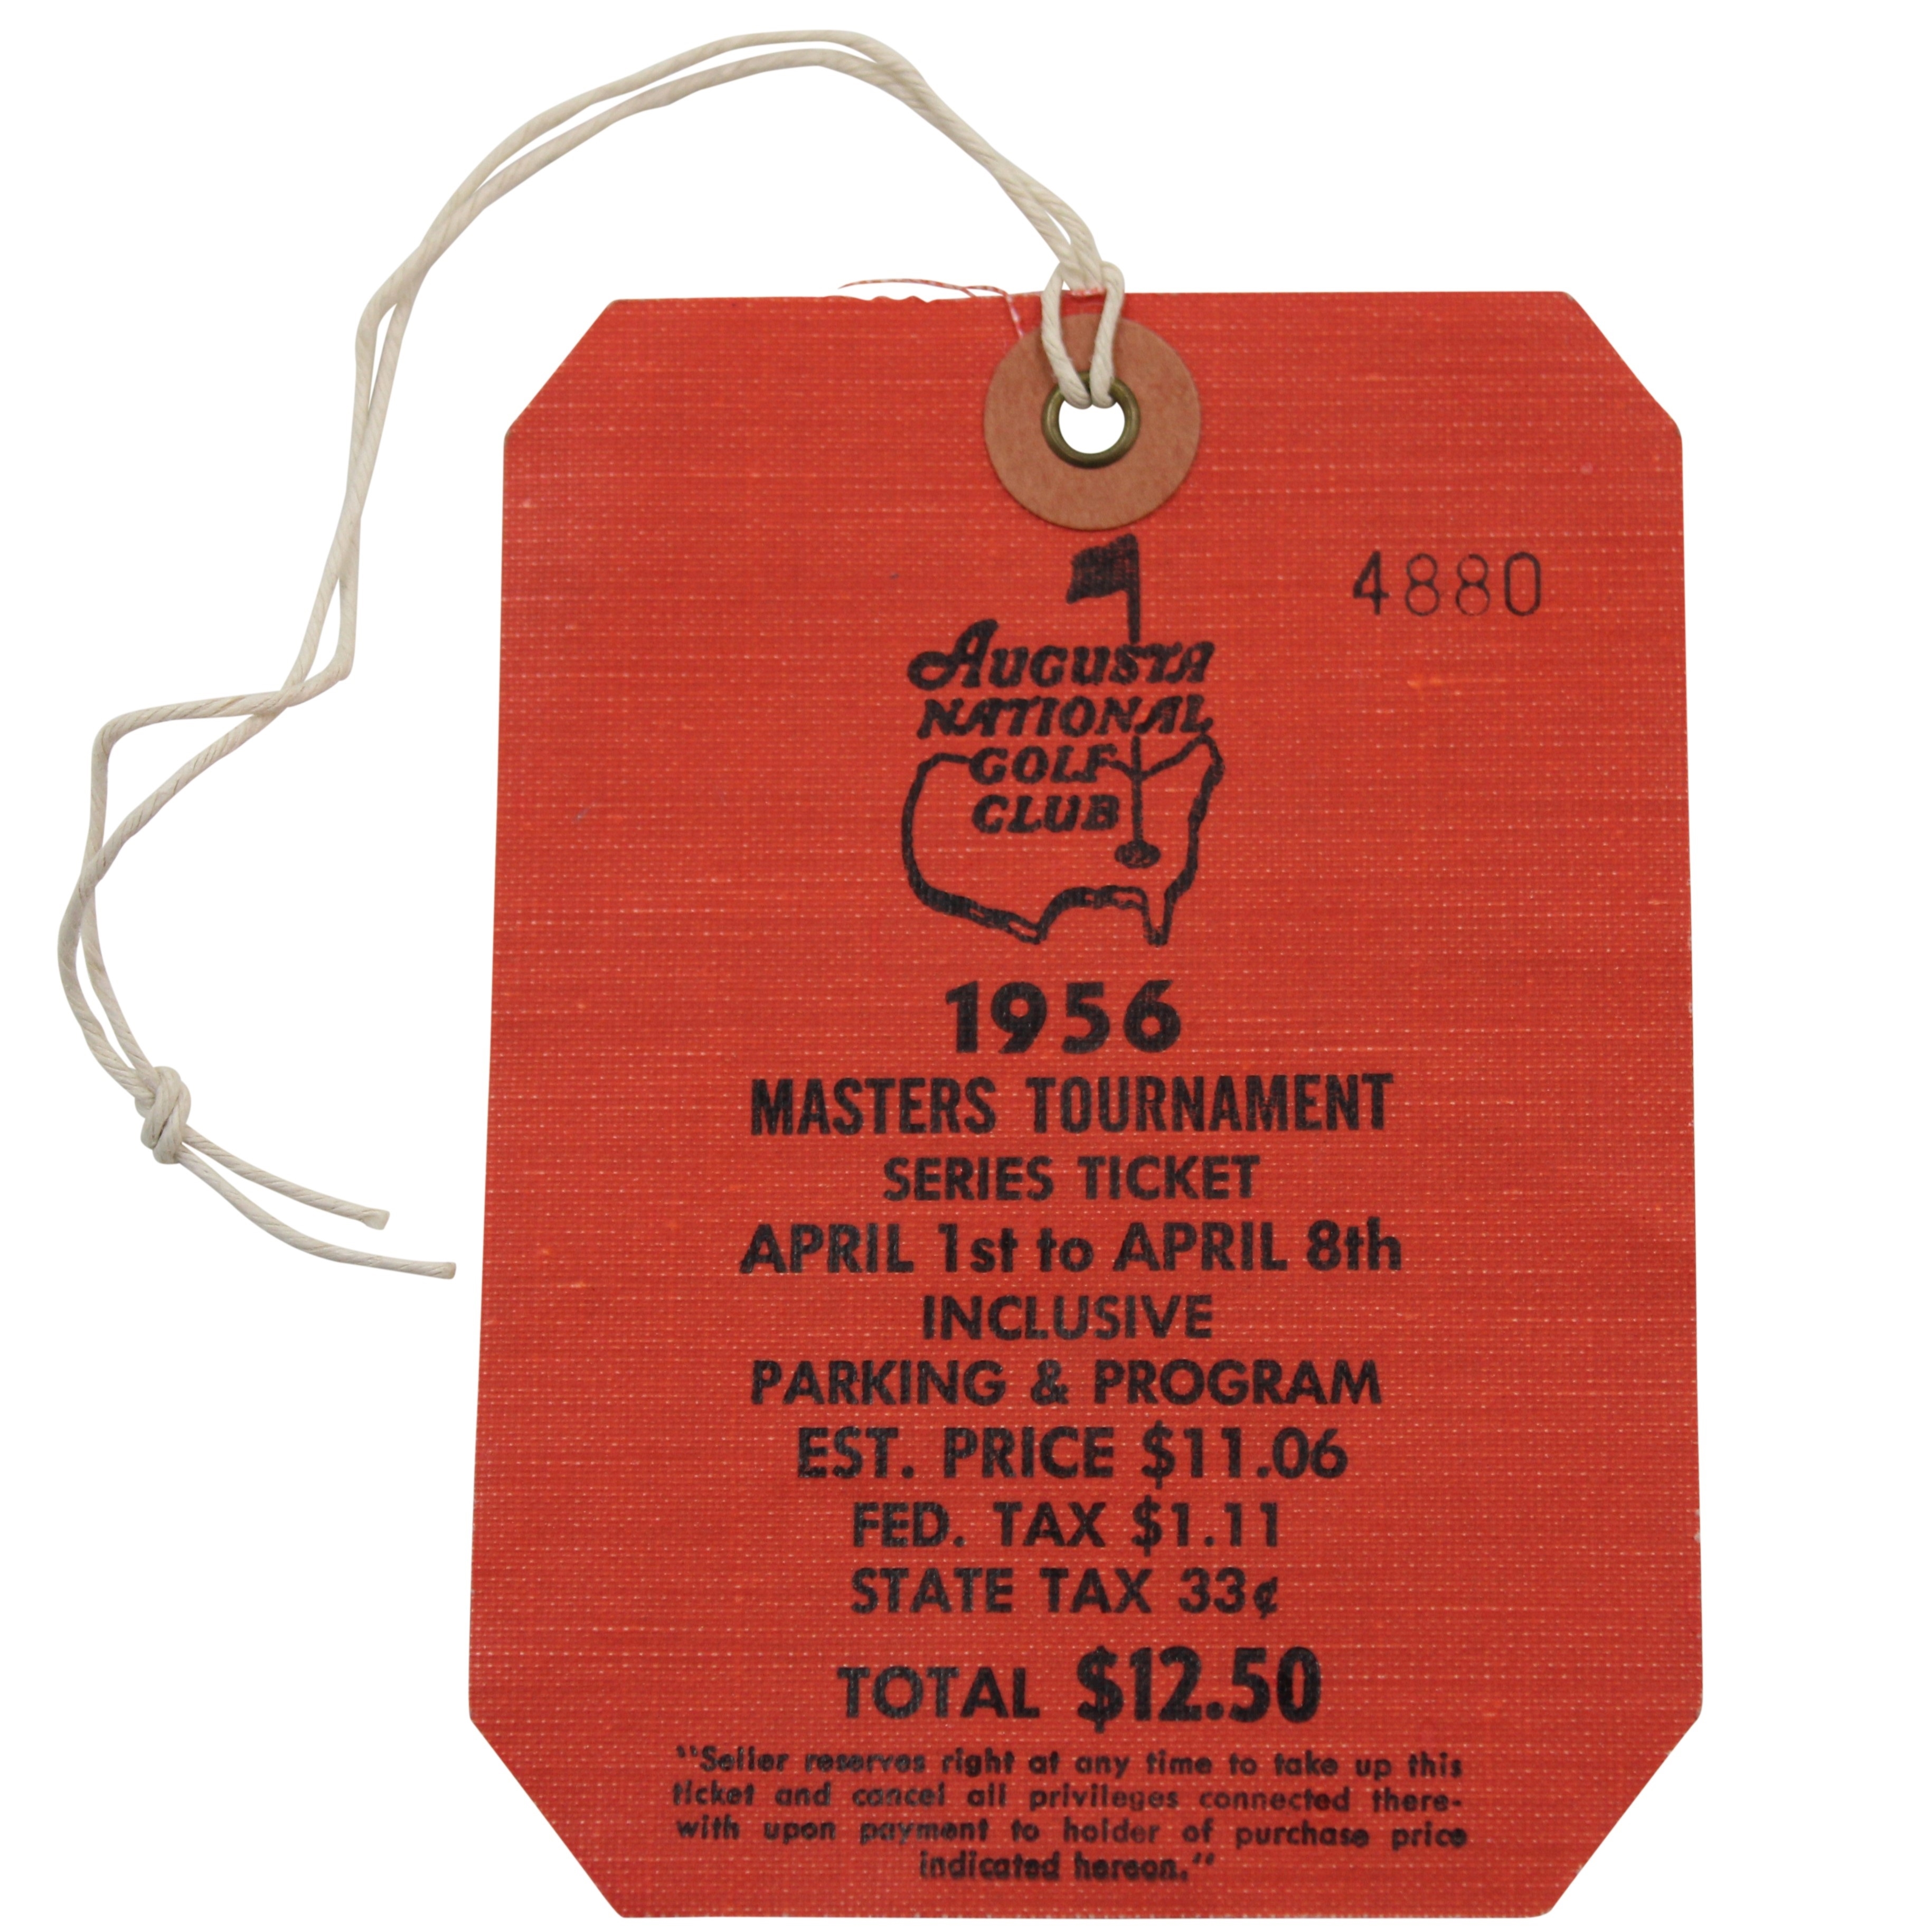 4880
AUGUSTA
NATIONAL
GOLF
CLUB
1956
MASTERS TOURNAMENT
SERIES TICKET
APRIL 1st to APRIL 8th
INCLUSIVE
PARKING & PROGRAM
EST. PRICE $11.06
FED. TAX $1.11
STATE TAX 33¢
TOTAL $12.50
"Seller reserves right at any time to take up this
ticket and cancel all privileges connected there-
with upon payment to holder of purchase price
indicated hereon."